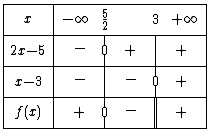 x −∞ 5/2 3 +∞
2x−5 − 0 + +
x−3 − − 0 +
f(x) + 0 − +